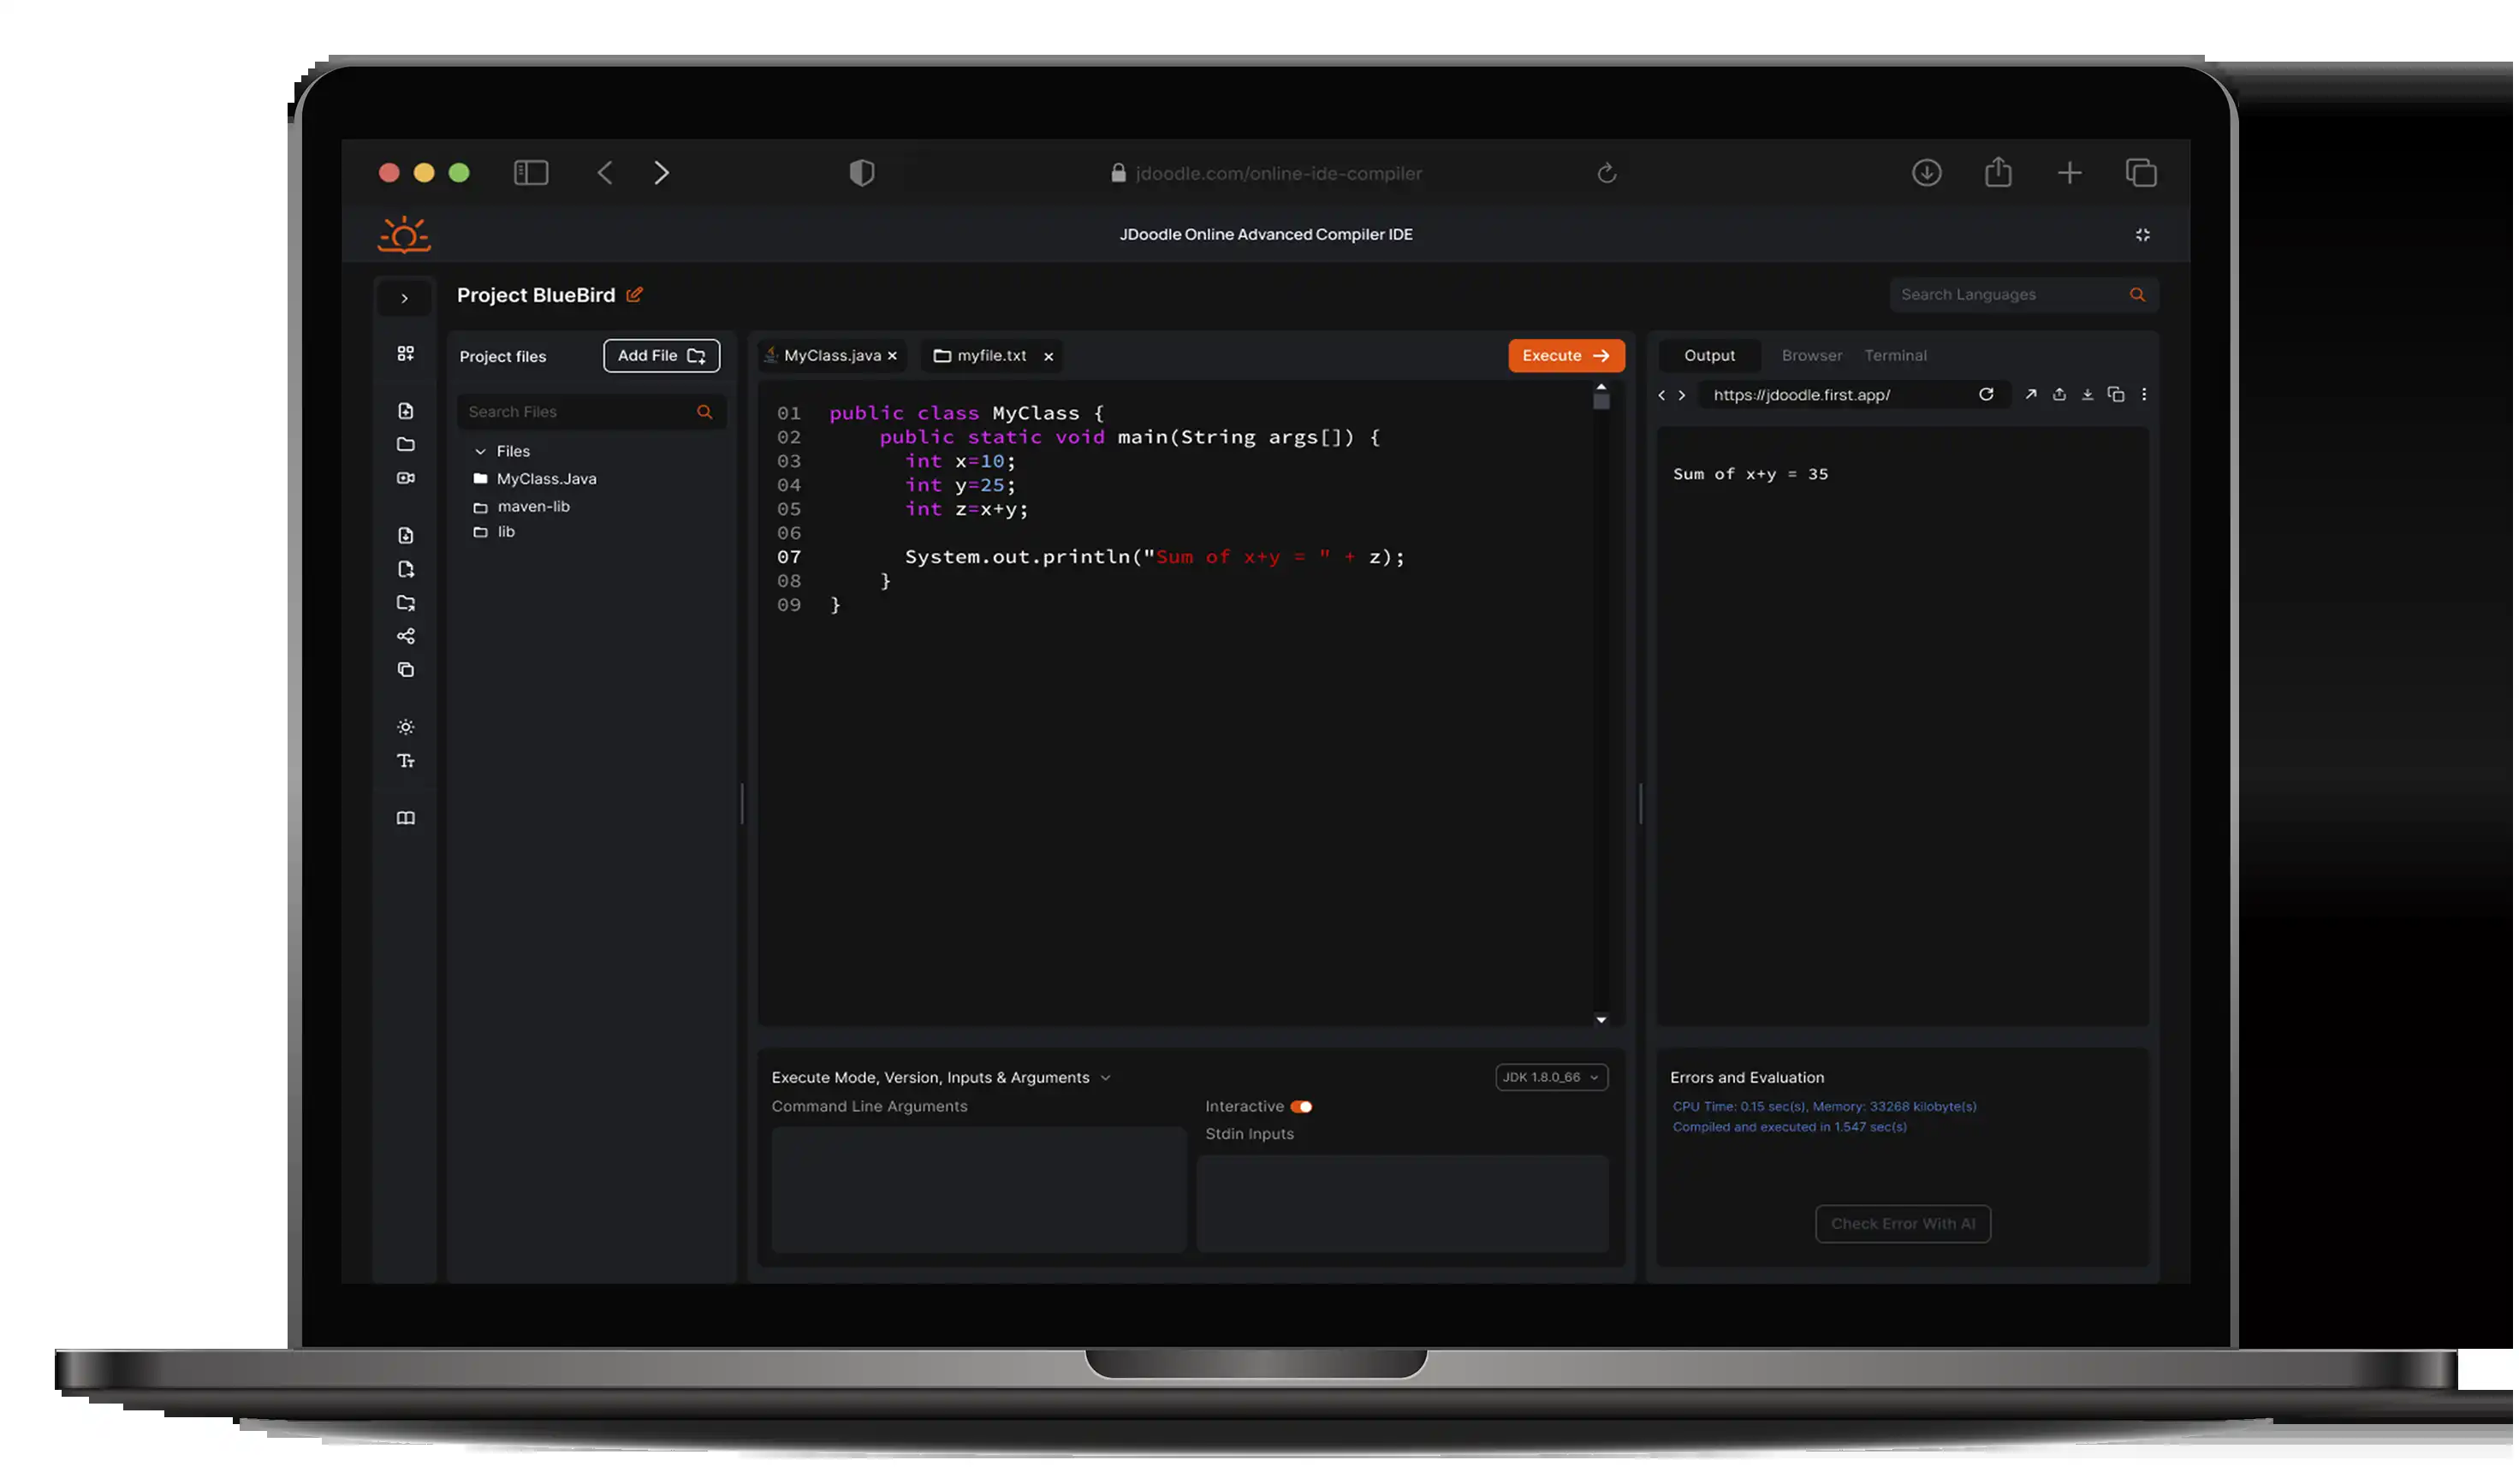 jdoodle.com/online-ide-compiler
JDoodle Online Advanced Compiler IDE
Project BlueBird
Search Languages
Project files
Add File
Search Files
Files
MyClass.Java
maven-lib
lib
MyClass.java
myfile.txt
Execute
01 public class MyClass {
02 public static void main(String args[]) {
03 int x=10;
04 int y=25;
05 int z=x+y;
06
07 System.out.println("Sum of x+y = " + z);
08 }
09 }
Output Browser Terminal
https://jdoodle.first.app/
Sum of x+y = 35
Execute Mode, Version, Inputs & Arguments
JDK 1.8.0_66
Command Line Arguments
Interactive
Stdin Inputs
Errors and Evaluation
CPU Time: 0.15 sec(s), Memory: 33268 kilobyte(s)
Compiled and executed in 1.547 sec(s)
Check Error With AI